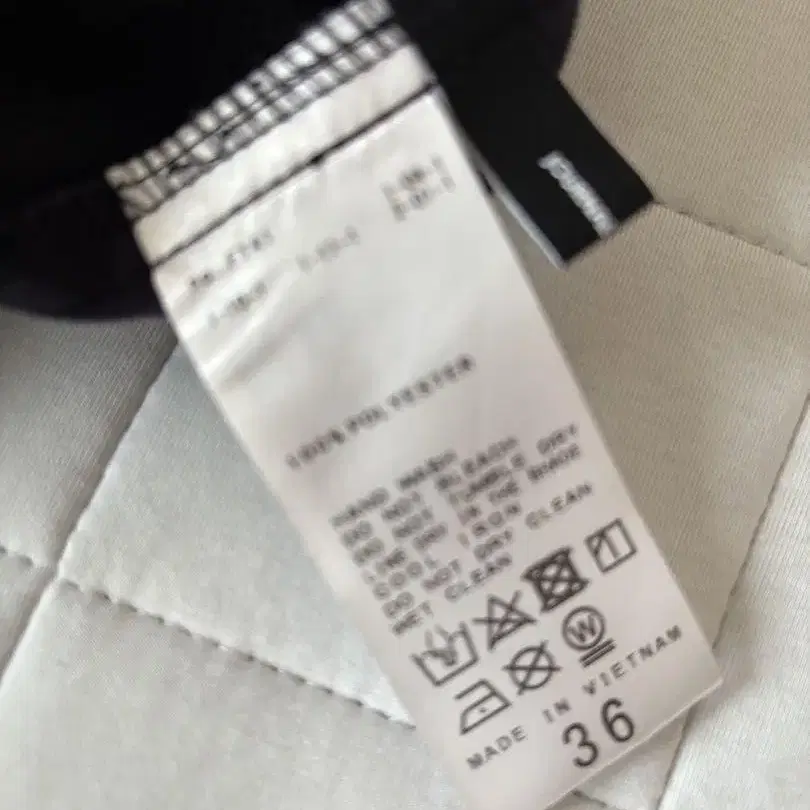 100% POLYESTER
HAND WASH
DO NOT BLEACH
DO NOT TUMBLE DRY
LINE DRY IN THE SHADE
COOL IRON
DO NOT DRY CLEAN
WET CLEAN
W
MADE IN VIETNAM
36